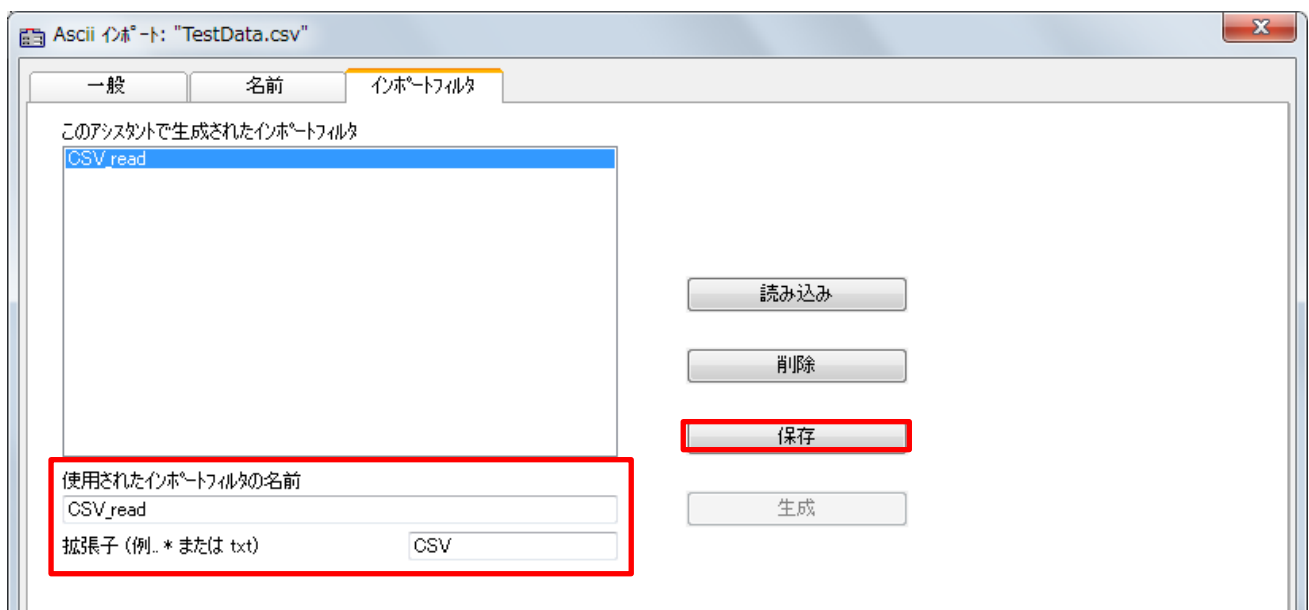 Ascii ｲﾝﾎﾟｰﾄ: "TestData.csv"
一般
名前
インポートフィルタ
このアシスタントで生成されたインポートフィルタ
CSV_read
読み込み
削除
保存
使用されたインポートフィルタの名前
CSV_read
生成
拡張子 (例.. * または txt)
CSV